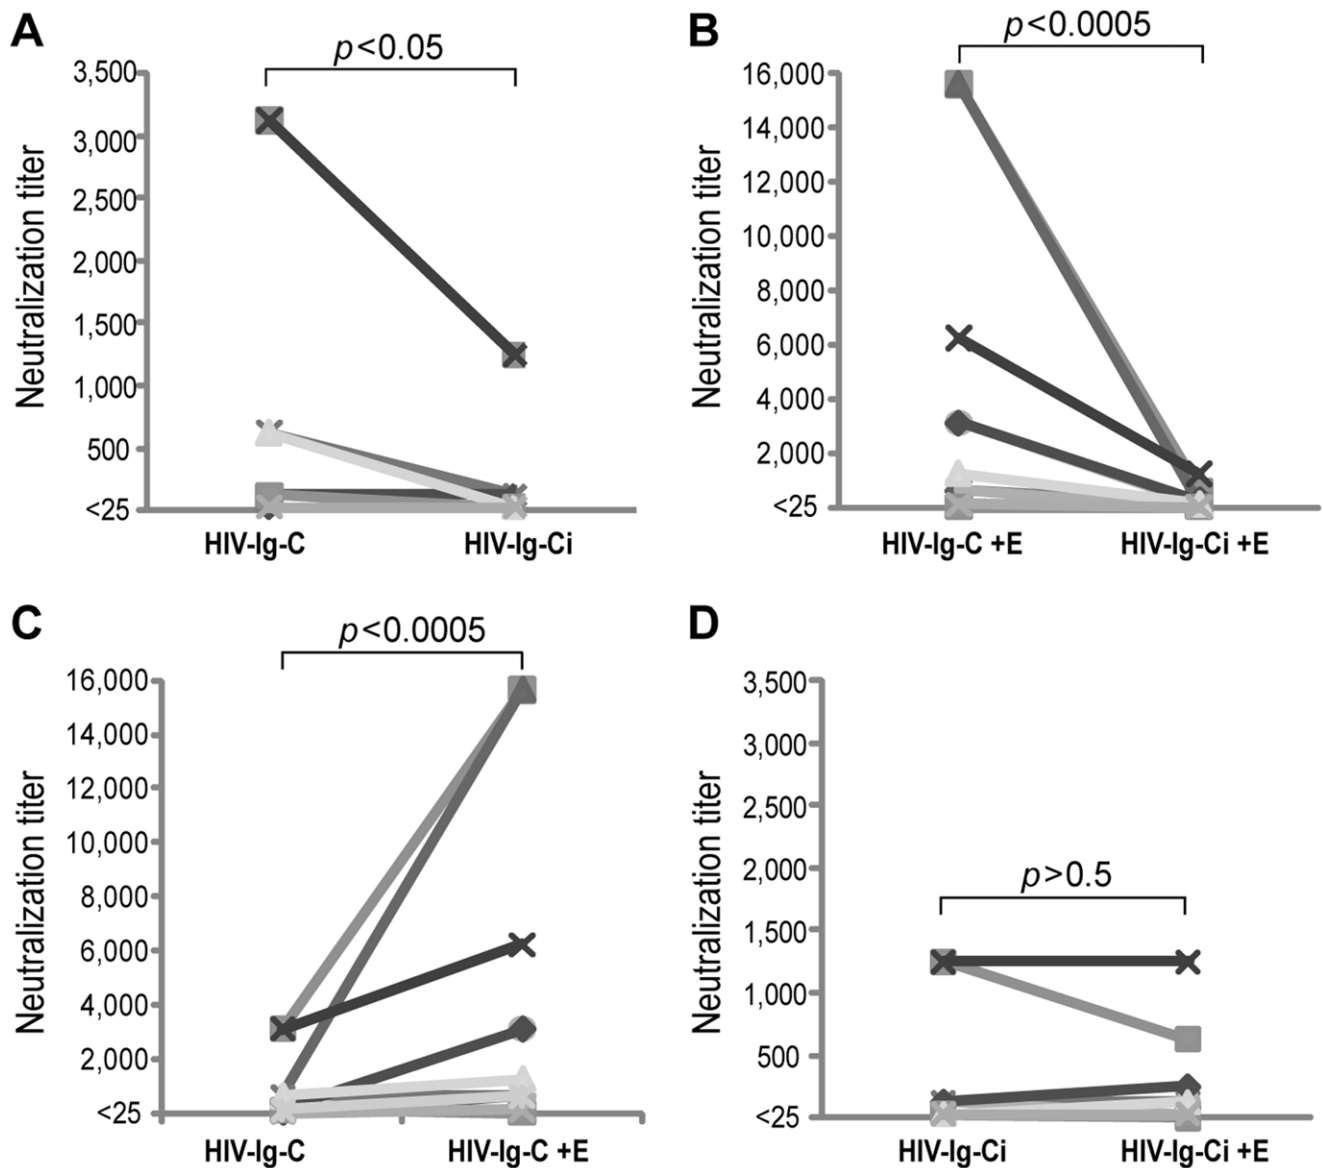 A
p<0.05
3,500
3,000
2,500
2,000
1,500
1,000
500
<25
Neutralization titer
HIV-Ig-C HIV-Ig-Ci
B
p<0.0005
16,000
14,000
12,000
10,000
8,000
6,000
4,000
2,000
<25
Neutralization titer
HIV-Ig-C +E HIV-Ig-Ci +E
C
p<0.0005
16,000
14,000
12,000
10,000
8,000
6,000
4,000
2,000
<25
Neutralization titer
HIV-Ig-C HIV-Ig-C +E
D
3,500
3,000
2,500
2,000
p>0.5
1,500
1,000
500
<25
Neutralization titer
HIV-Ig-Ci HIV-Ig-Ci +E